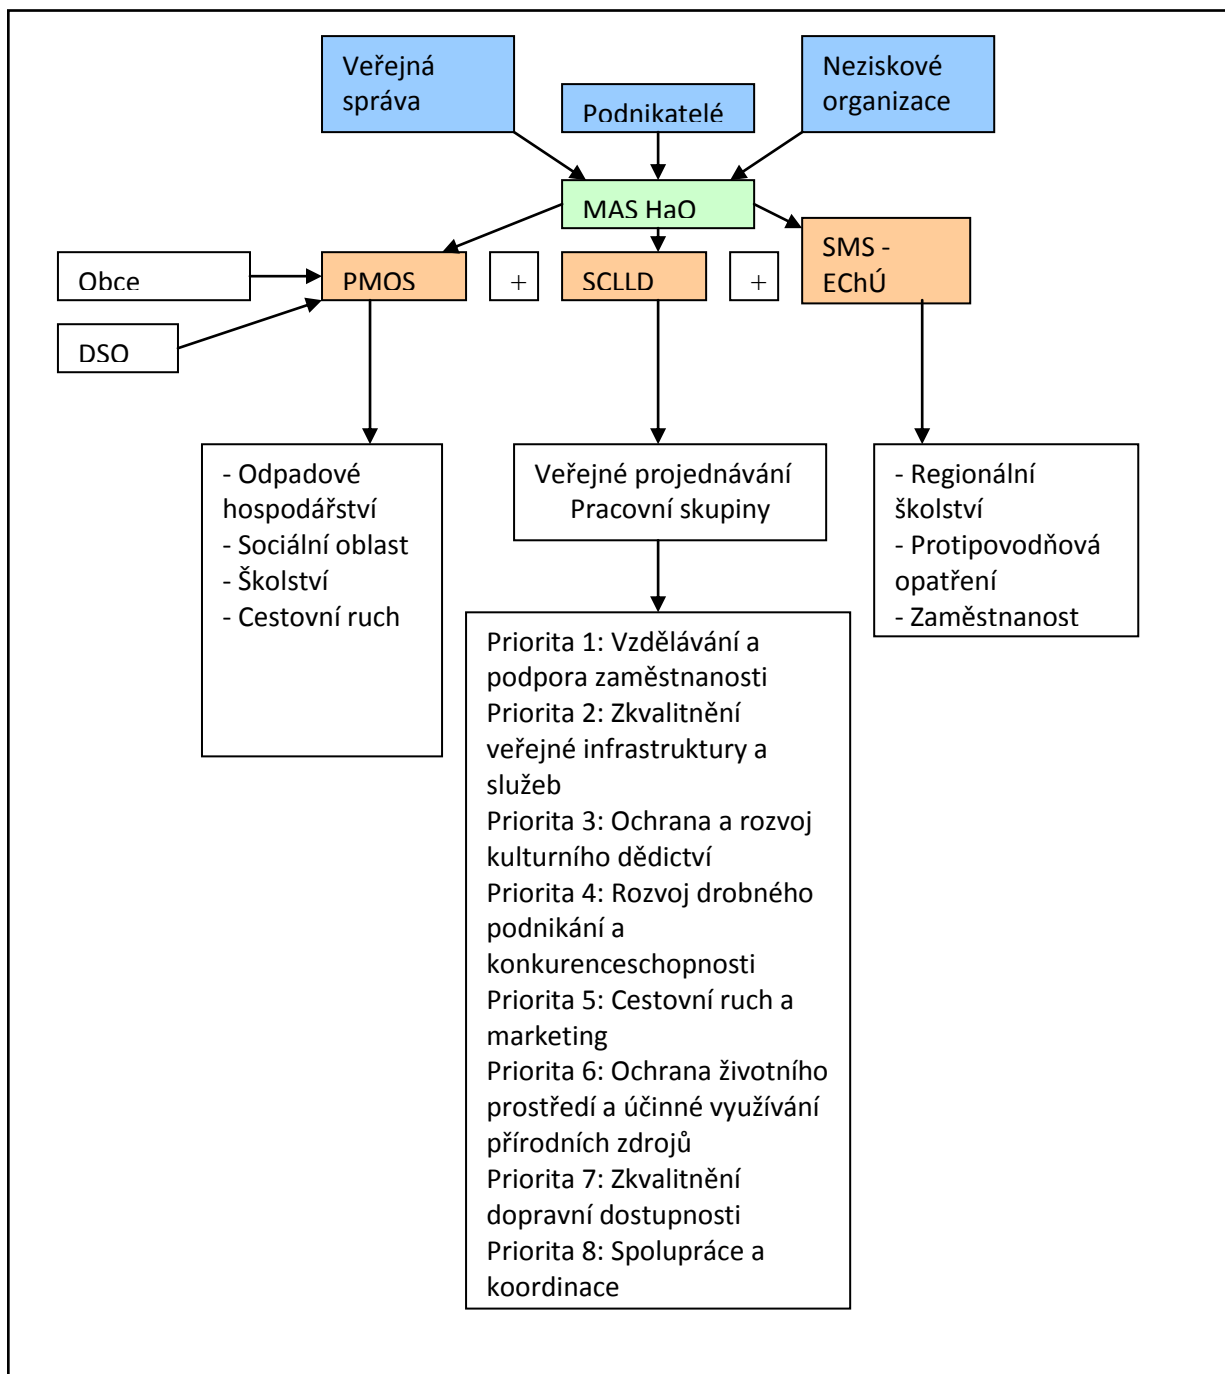 Veřejná
správa
Podnikatelé
Neziskové
organizace
MAS HaO
Obce
DSO
PMOS
+
SCLLD
+
SMS -
EChÚ
- Odpadové
hospodářství
- Sociální oblast
- Školství
- Cestovní ruch
Veřejné projednávání
Pracovní skupiny
- Regionální
školství
- Protipovodňová
opatření
- Zaměstnanost
Priorita 1: Vzdělávání a
podpora zaměstnanosti
Priorita 2: Zkvalitnění
veřejné infrastruktury a
služeb
Priorita 3: Ochrana a rozvoj
kulturního dědictví
Priorita 4: Rozvoj drobného
podnikání a
konkurenceschopnosti
Priorita 5: Cestovní ruch a
marketing
Priorita 6: Ochrana životního
prostředí a účinné využívání
přírodních zdrojů
Priorita 7: Zkvalitnění
dopravní dostupnosti
Priorita 8: Spolupráce a
koordinace